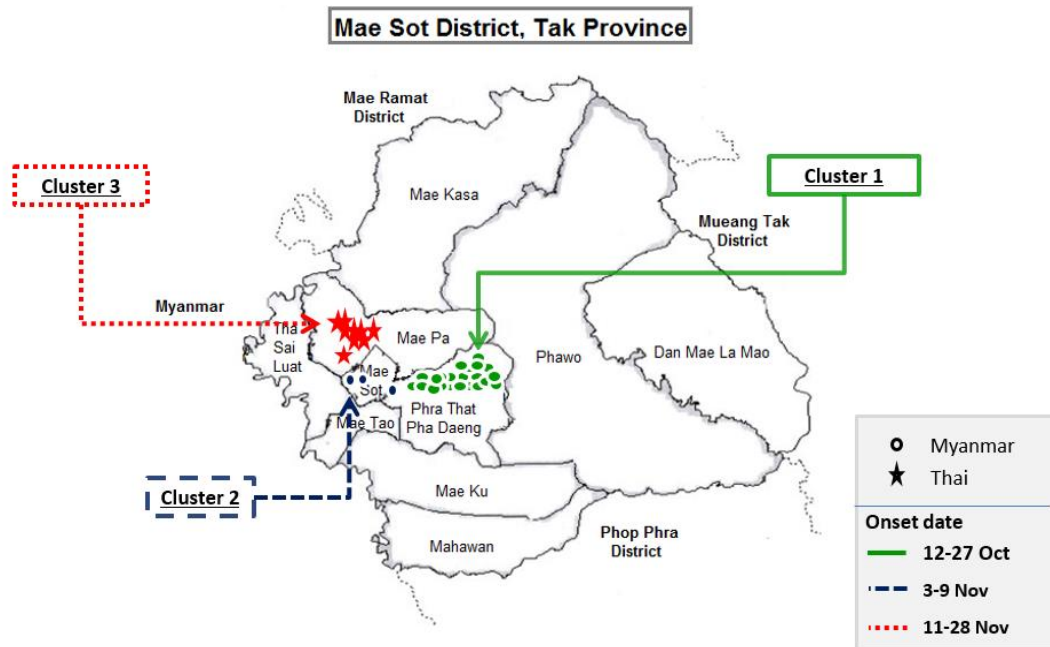 Mae Sot District, Tak Province
Mae Ramat
District
Cluster 3
Cluster 1
Mae Kasa
Mueang Tak
District
Myanmar
Tha
Sai
Luat
Mae Pa
Phawo
Dan Mae La Mao
Mae
Sot
Phra That
Pha Daeng
Mae Tao
Cluster 2
Mae Ku
Mahawan
Phop Phra
District
Myanmar
Thai
Onset date
12-27 Oct
3-9 Nov
11-28 Nov